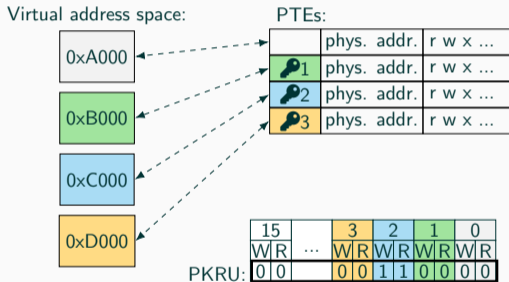 Virtual address space:
PTEs:
0xA000
phys. addr. r w x ...
0xB000
1 phys. addr. r w x ...
0xC000
2 phys. addr. r w x ...
0xD000
3 phys. addr. r w x ...
15 3 2 1 0
W R ... W R W R W R W R
PKRU: 0 0 0 0 1 1 0 0 0 0